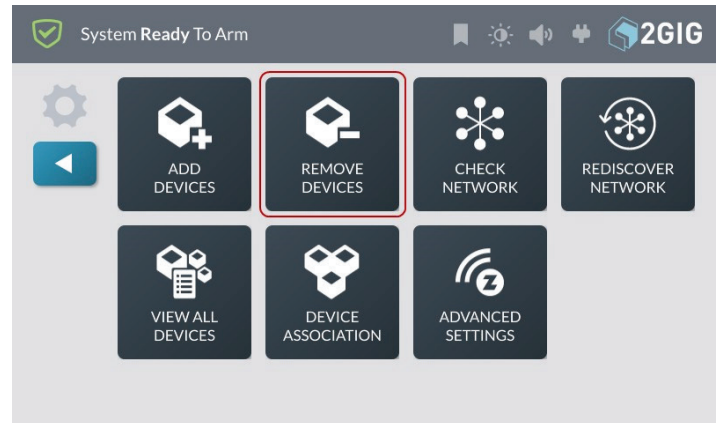 System Ready To Arm
2GIG
ADD
DEVICES
REMOVE
DEVICES
CHECK
NETWORK
REDISCOVER
NETWORK
VIEW ALL
DEVICES
DEVICE
ASSOCIATION
ADVANCED
SETTINGS